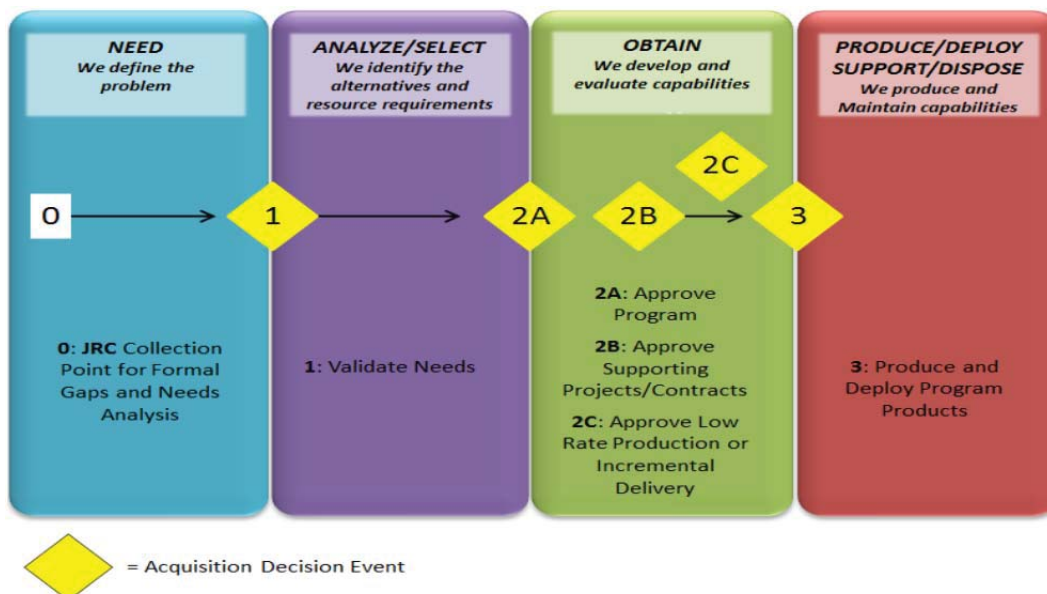 NEED
We define the
problem
ANALYZE/SELECT
We identify the
alternatives and
resource requirements
OBTAIN
We develop and
evaluate capabilities
PRODUCE/DEPLOY
SUPPORT/DISPOSE
We produce and
Maintain capabilities
0
1
2A
2B
2C
3
0: JRC Collection
Point for Formal
Gaps and Needs
Analysis
1: Validate Needs
2A: Approve
Program
2B: Approve
Supporting
Projects/Contracts
2C: Approve Low
Rate Production or
Incremental
Delivery
3: Produce and
Deploy Program
Products
= Acquisition Decision Event